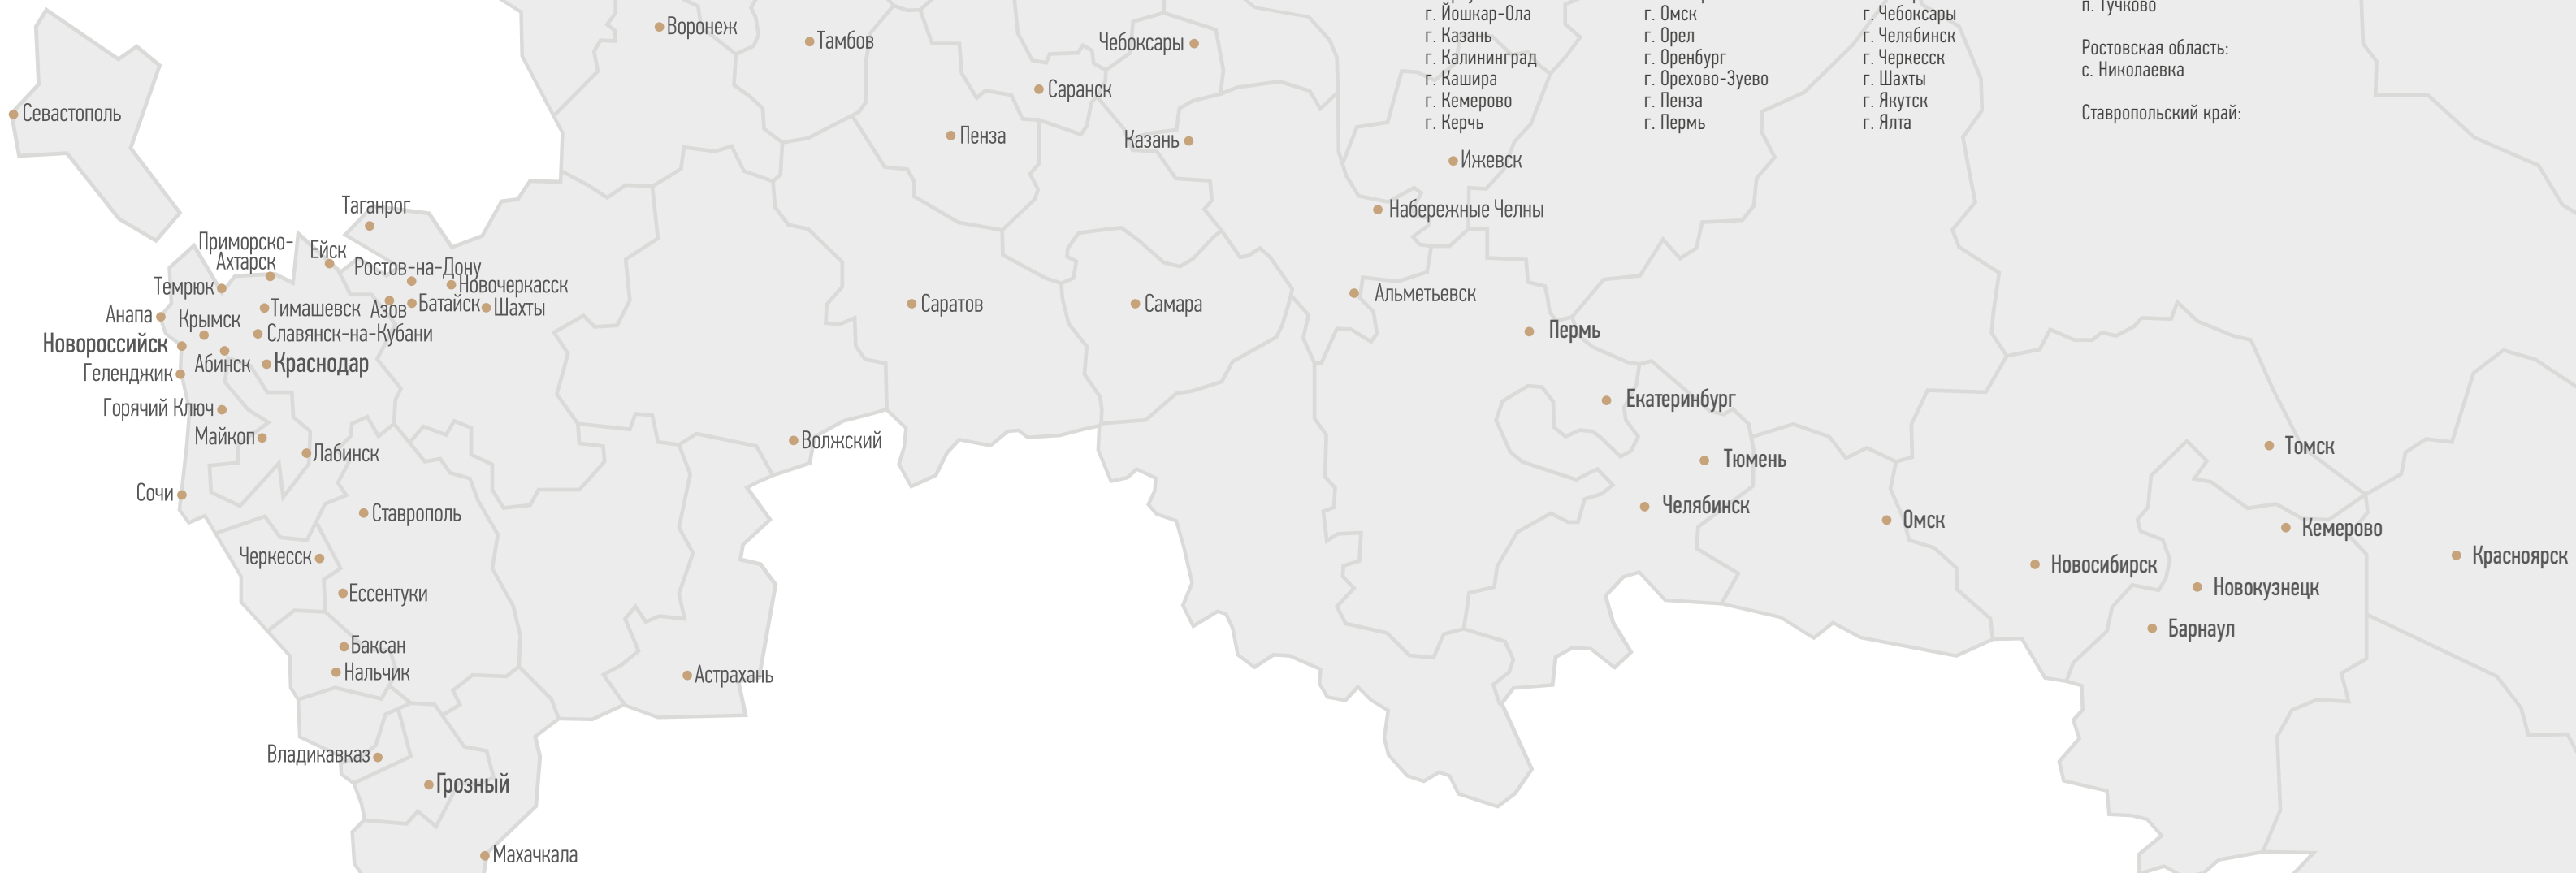 г. Йошкар-Ола
г. Казань
г. Калининград
г. Кашира
г. Кемерово
г. Керчь
г. Омск
г. Орел
г. Оренбург
г. Орехово-Зуево
г. Пенза
г. Пермь
г. Чебоксары
г. Челябинск
г. Черкесск
г. Шахты
г. Якутск
г. Ялта
п. Тучково
Ростовская область:
с. Николаевка
Ставропольский край:
Воронеж
Тамбов
Чебоксары
Саранск
Севастополь
Пенза
Казань
Ижевск
Таганрог
Набережные Челны
Приморско-
Ахтарск
Ейск
Ростов-на-Дону
Темрюк
Новочеркасск
Альметьевск
Анапа
Тимашевск
Азов
Батайск
Шахты
Саратов
Самара
Крымск
Славянск-на-Кубани
Пермь
Новороссийск
Абинск
Краснодар
Геленджик
Екатеринбург
Горячий Ключ
Майкоп
Волжский
Томск
Лабинск
Тюмень
Сочи
Челябинск
Ставрополь
Омск
Кемерово
Черкесск
Новосибирск
Красноярск
Ессентуки
Новокузнецк
Барнаул
Баксан
Нальчик
Астрахань
Владикавказ
Грозный
Махачкала